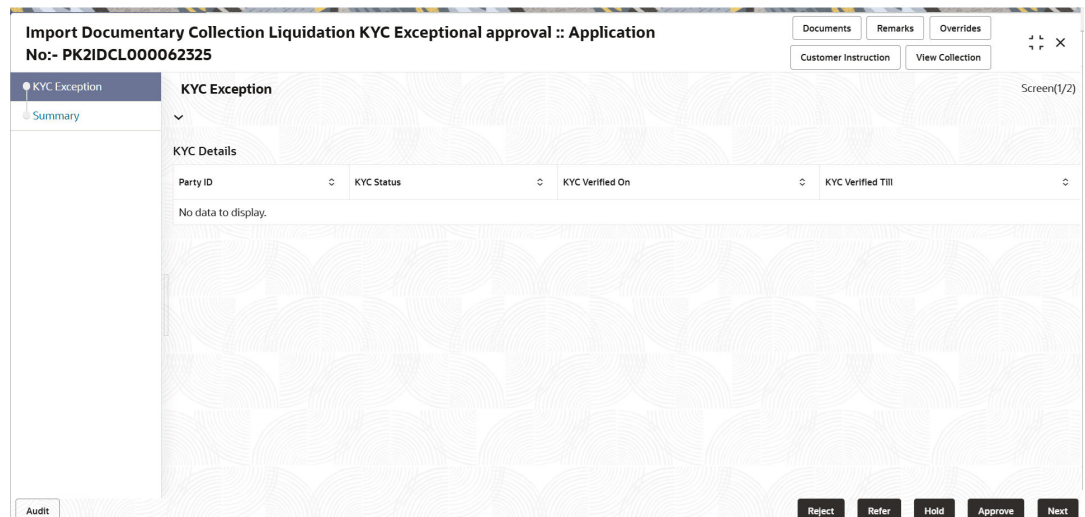 Import Documentary Collection Liquidation KYC Exceptional approval :: Application
No:- PK2IDCL000062325
Documents Remarks Overrides
Customer Instruction View Collection
KYC Exception
Summary
KYC Exception Screen(1/2)
KYC Details
Party ID KYC Status KYC Verified On KYC Verified Till
No data to display.
Audit Reject Refer Hold Approve Next